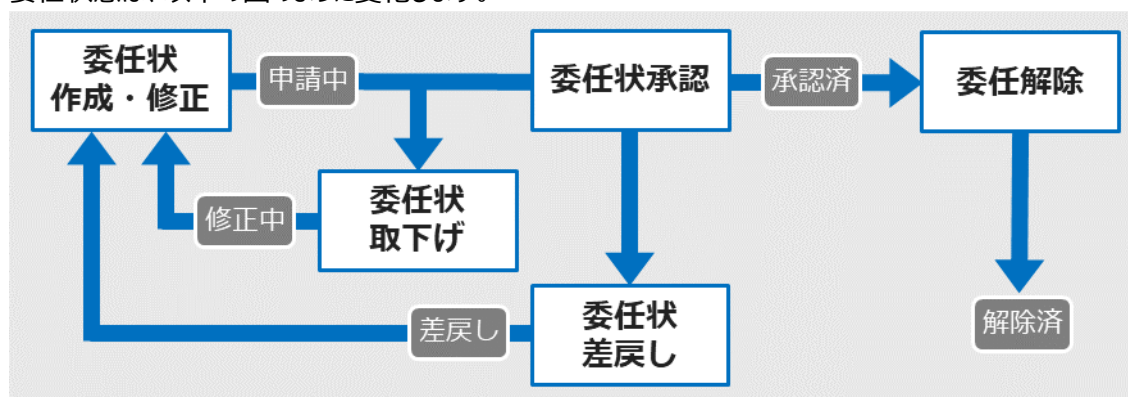 委任状
作成・修正
申請中
委任状承認
承認済
委任解除
修正中
委任状
取下げ
差戻し
委任状
差戻し
解除済